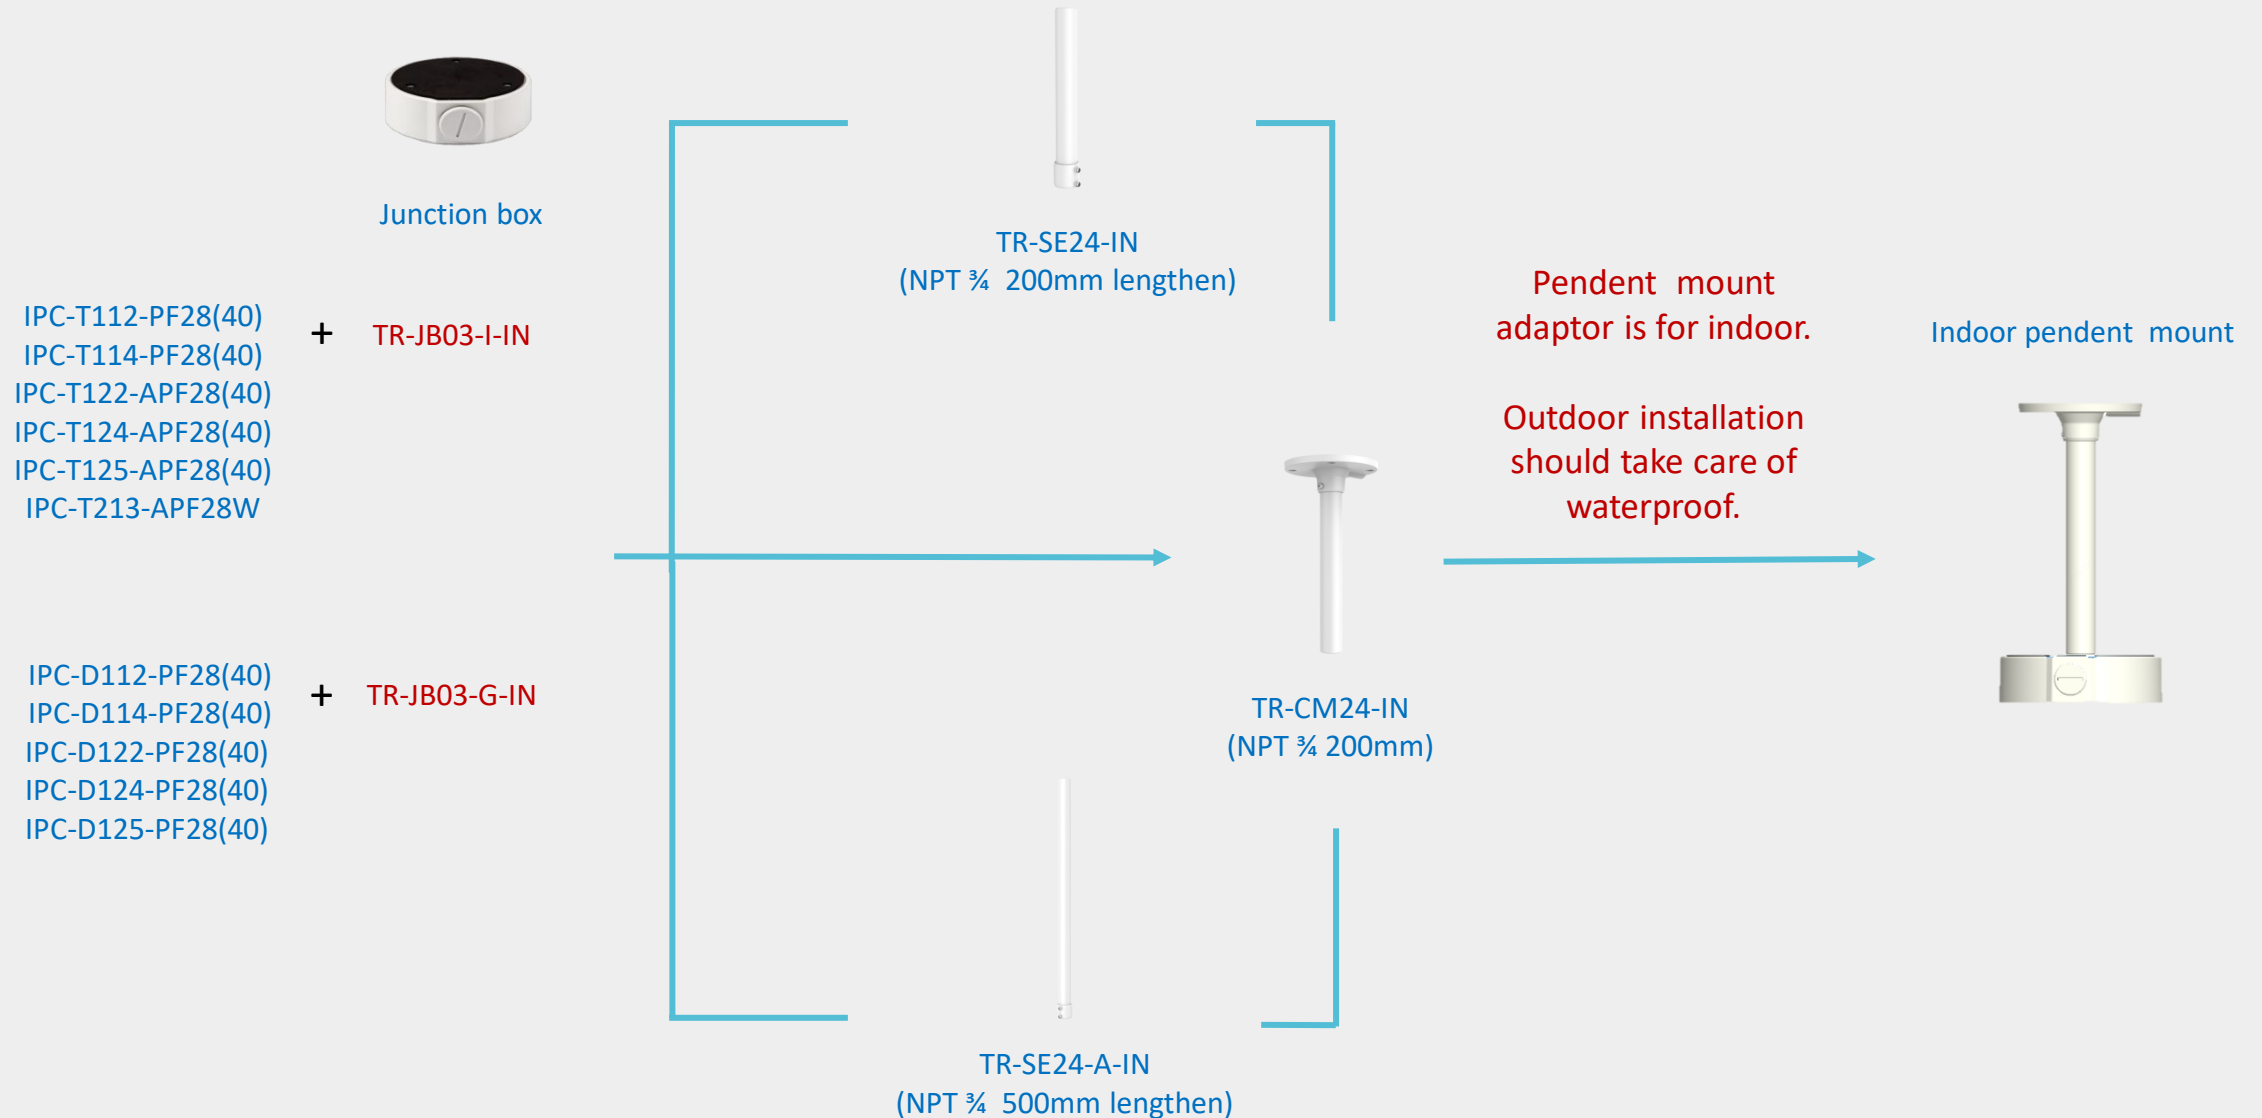 Junction box
IPC-T112-PF28(40)
IPC-T114-PF28(40)
IPC-T122-APF28(40)
IPC-T124-APF28(40)
IPC-T125-APF28(40)
IPC-T213-APF28W
+
TR-JB03-I-IN
IPC-D112-PF28(40)
IPC-D114-PF28(40)
IPC-D122-PF28(40)
IPC-D124-PF28(40)
IPC-D125-PF28(40)
+
TR-JB03-G-IN
TR-SE24-IN
(NPT ¾ 200mm lengthen)
TR-CM24-IN
(NPT ¾ 200mm)
TR-SE24-A-IN
(NPT ¾ 500mm lengthen)
Pendent mount
adaptor is for indoor.
Outdoor installation
should take care of
waterproof.
Indoor pendent mount